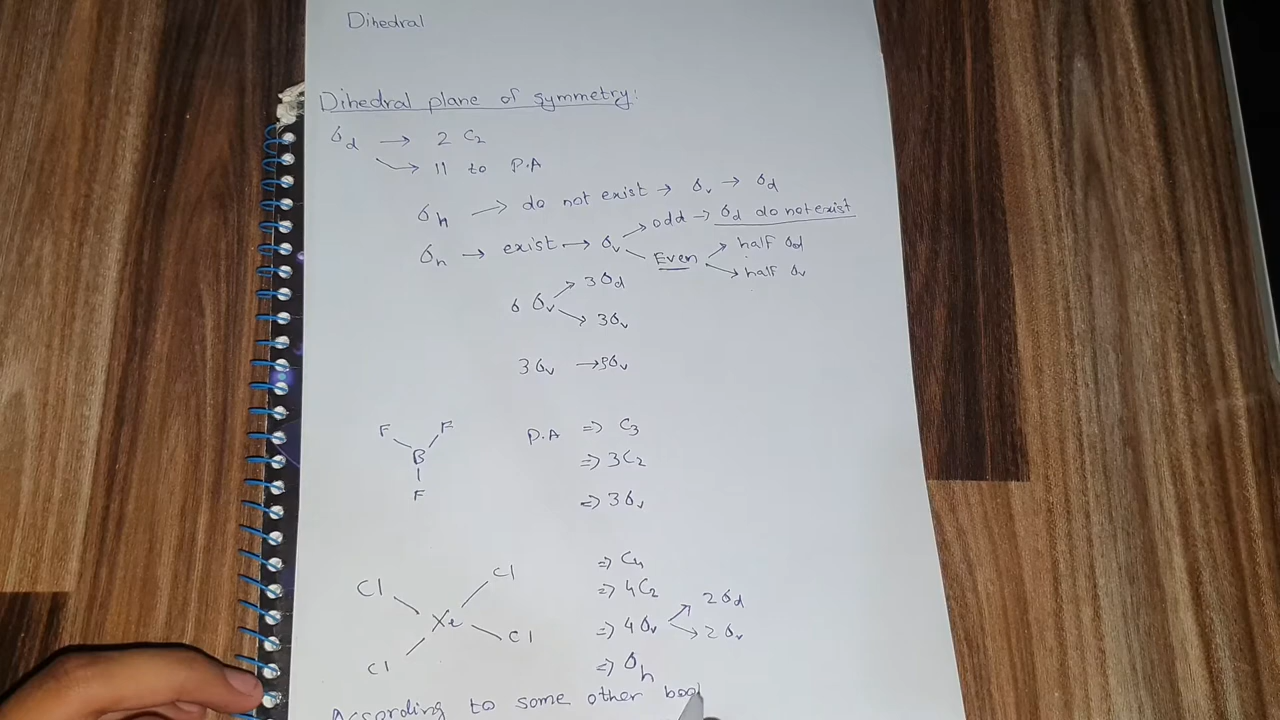 Dihedral
Dihedral plane of symmetry:
σd → 2 C2
→ 11 to P.A
σh → do not exist → σv → σd
σh → exist → σv → odd → σd do not exist
Even → half σd
→ half σv
6 σv → 3σd
→ 3σv
3σv → 3σv
F F
B
F
P.A ⇒ C3
⇒ 3C2
⇒ 3σv
Cl Cl
Xe
Cl Cl
⇒ C4
⇒ 4C2
⇒ 4σv → 2σd
→ 2σv
⇒ σh
According to some other boo